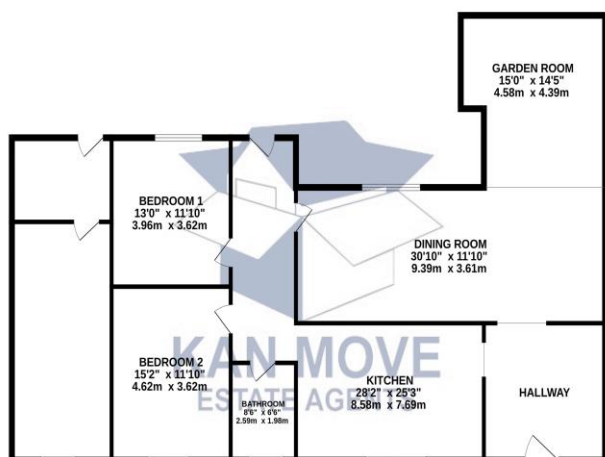 GARDEN ROOM
15'0" x 14'5"
4.58m x 4.39m
BEDROOM 1
13'0" x 11'10"
3.96m x 3.62m
DINING ROOM
30'10" x 11'10"
9.39m x 3.61m
KAN MOVE
ESTATE AGENTS
BEDROOM 2
15'2" x 11'10"
4.62m x 3.62m
BATHROOM
8'6" x 6'6"
2.59m x 1.98m
KITCHEN
28'2" x 25'3"
8.58m x 7.69m
HALLWAY